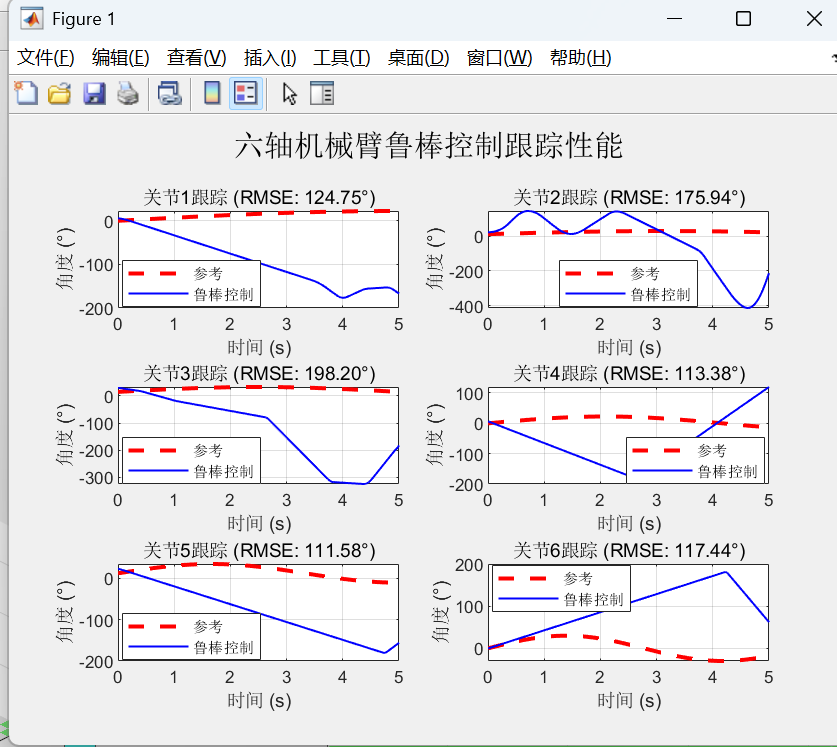 Figure 1
文件(F) 编辑(E) 查看(V) 插入(I) 工具(T) 桌面(D) 窗口(W) 帮助(H)
六轴机械臂鲁棒控制跟踪性能
关节1跟踪 (RMSE: 124.75°)
角度 (°)
0
-100
-200
参考
鲁棒控制
0 1 2 3 4 5
时间 (s)
关节2跟踪 (RMSE: 175.94°)
角度 (°)
0
-200
-400
参考
鲁棒控制
0 1 2 3 4 5
时间 (s)
关节3跟踪 (RMSE: 198.20°)
角度 (°)
0
-100
-200
-300
参考
鲁棒控制
0 1 2 3 4 5
时间 (s)
关节4跟踪 (RMSE: 113.38°)
角度 (°)
100
0
-100
-200
参考
鲁棒控制
0 1 2 3 4 5
时间 (s)
关节5跟踪 (RMSE: 111.58°)
角度 (°)
0
-100
-200
参考
鲁棒控制
0 1 2 3 4 5
时间 (s)
关节6跟踪 (RMSE: 117.44°)
角度 (°)
200
100
0
参考
鲁棒控制
0 1 2 3 4 5
时间 (s)